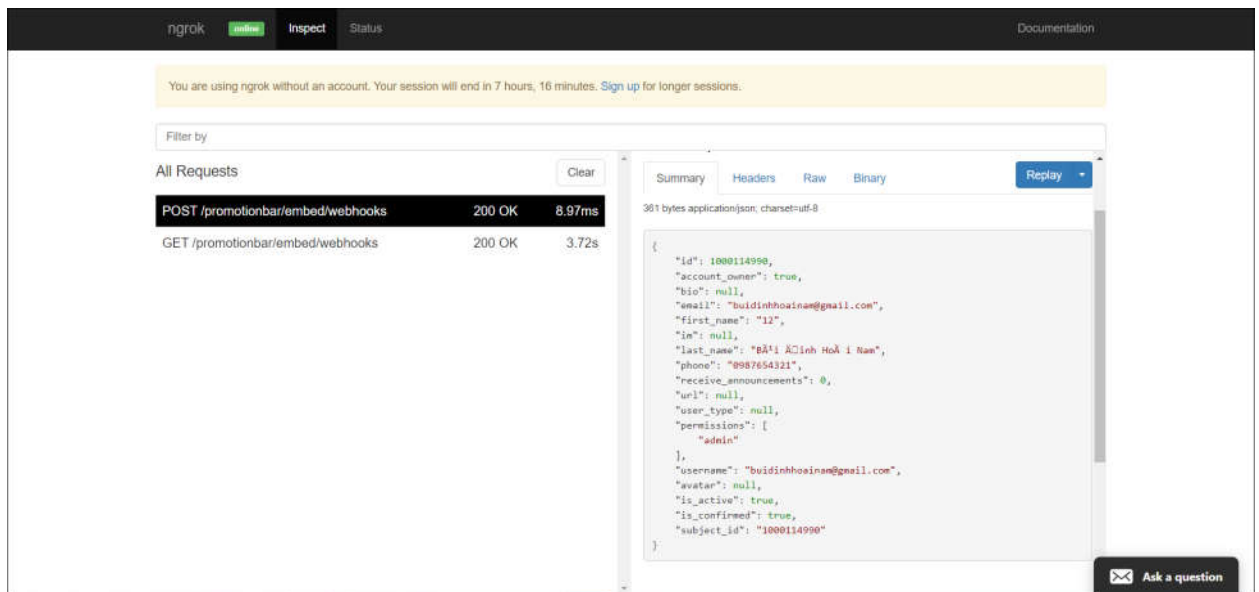 ngrok online Inspect Status Documentation
You are using ngrok without an account. Your session will end in 7 hours, 16 minutes. Sign up for longer sessions.
Filter by
All Requests Clear
POST /promotionbar/embed/webhooks 200 OK 8.97ms
GET /promotionbar/embed/webhooks 200 OK 3.72s
Summary Headers Raw Binary Replay
361 bytes application/json; charset=utf-8
{
"id": 1000114990,
"account_owner": true,
"bio": null,
"email": "buidinhhoainam@gmail.com",
"first_name": "12",
"im": null,
"last_name": "BÃ¹i Ä□inh HoÃ i Nam",
"phone": "0987654321",
"receive_announcements": 0,
"url": null,
"user_type": null,
"permissions": [
"admin"
],
"username": "buidinhhoainam@gmail.com",
"avatar": null,
"is_active": true,
"is_confirmed": true,
"subject_id": "1000114990"
}
Ask a question